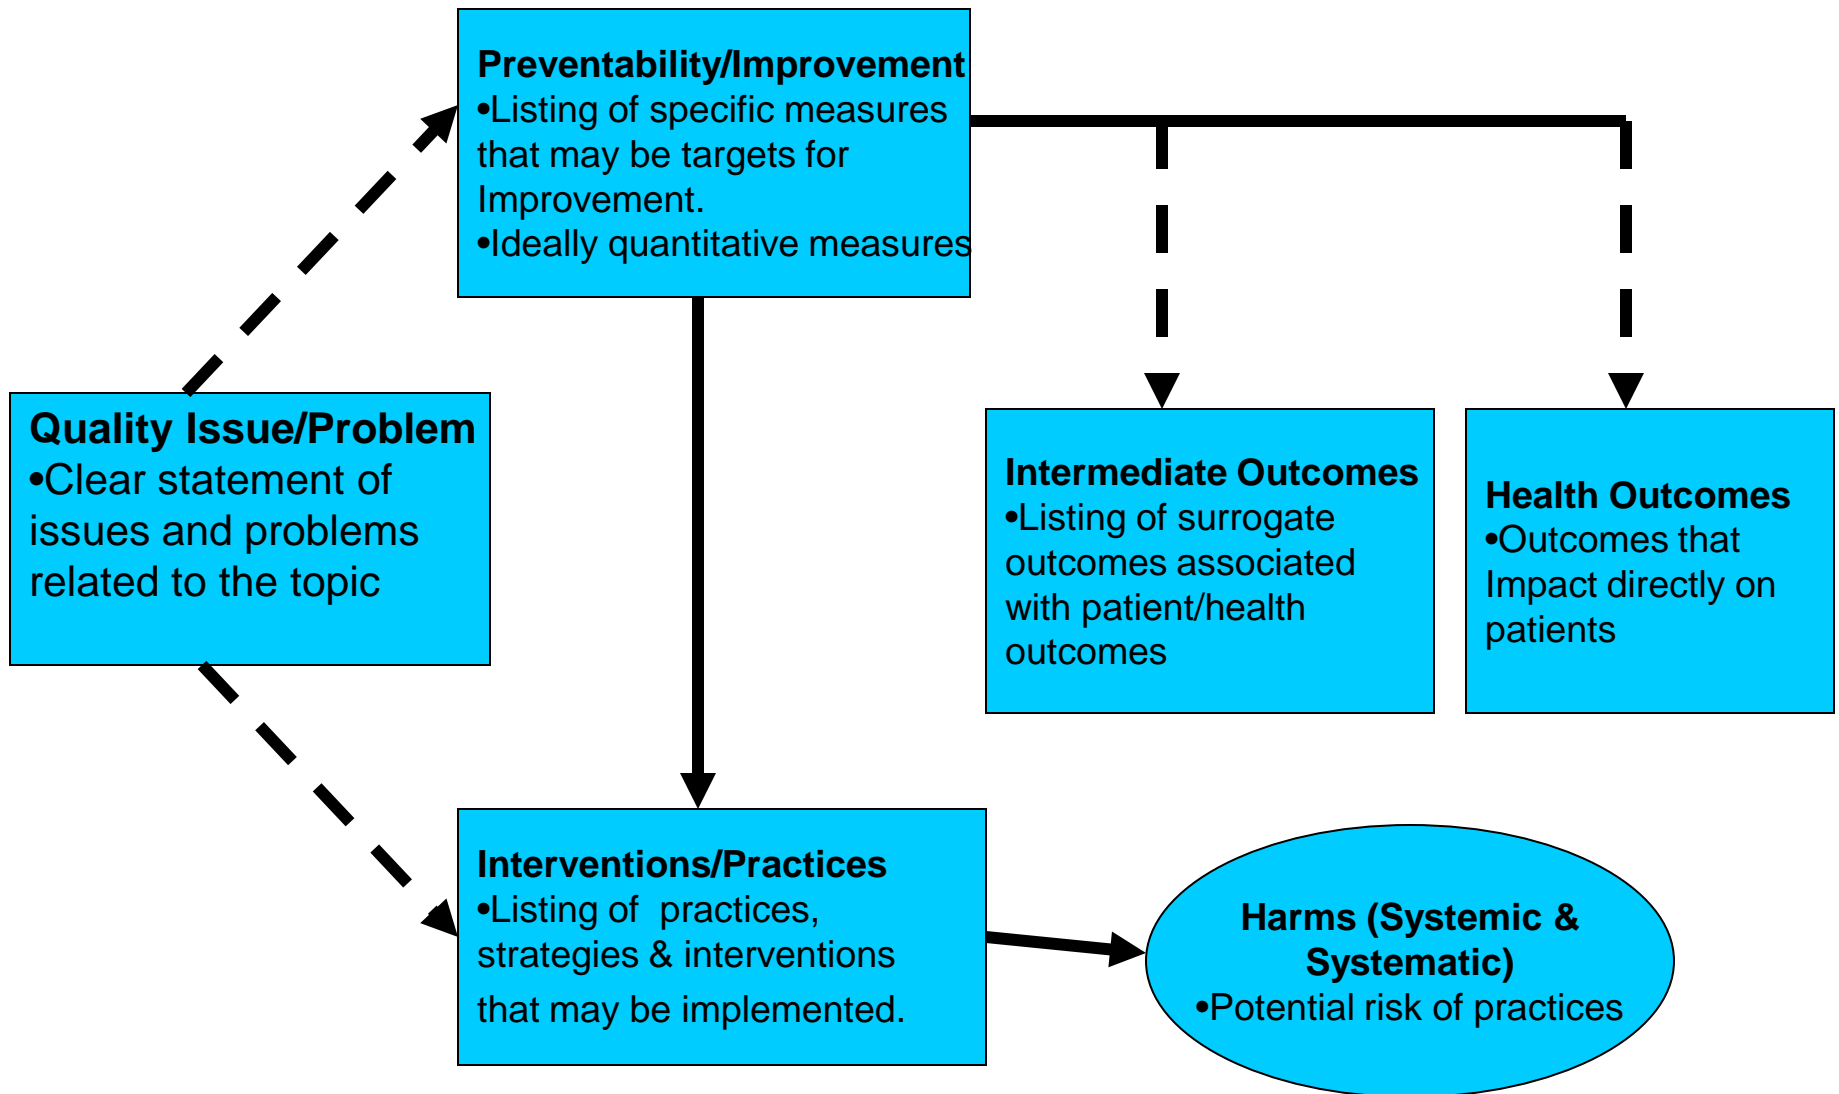 Preventability/Improvement
•Listing of specific measures
that may be targets for
Improvement.
•Ideally quantitative measures
Quality Issue/Problem
•Clear statement of
issues and problems
related to the topic
Intermediate Outcomes
•Listing of surrogate
outcomes associated
with patient/health
outcomes
Health Outcomes
•Outcomes that
Impact directly on
patients
Interventions/Practices
•Listing of  practices,
strategies & interventions
that may be implemented.
Harms (Systemic &
Systematic)
•Potential risk of practices